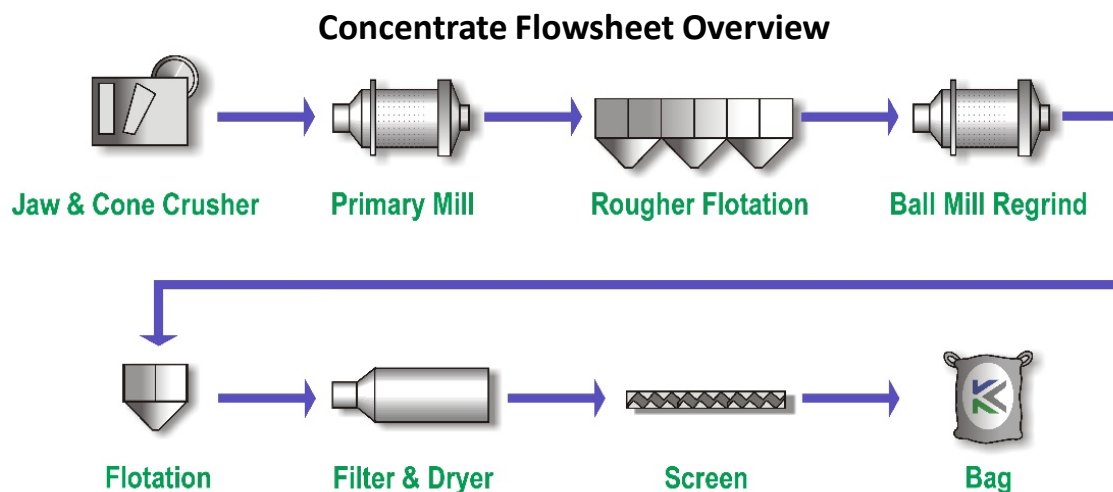 Concentrate Flowsheet Overview
Jaw & Cone Crusher
Primary Mill
Rougher Flotation
Ball Mill Regrind
Flotation
Filter & Dryer
Screen
Bag